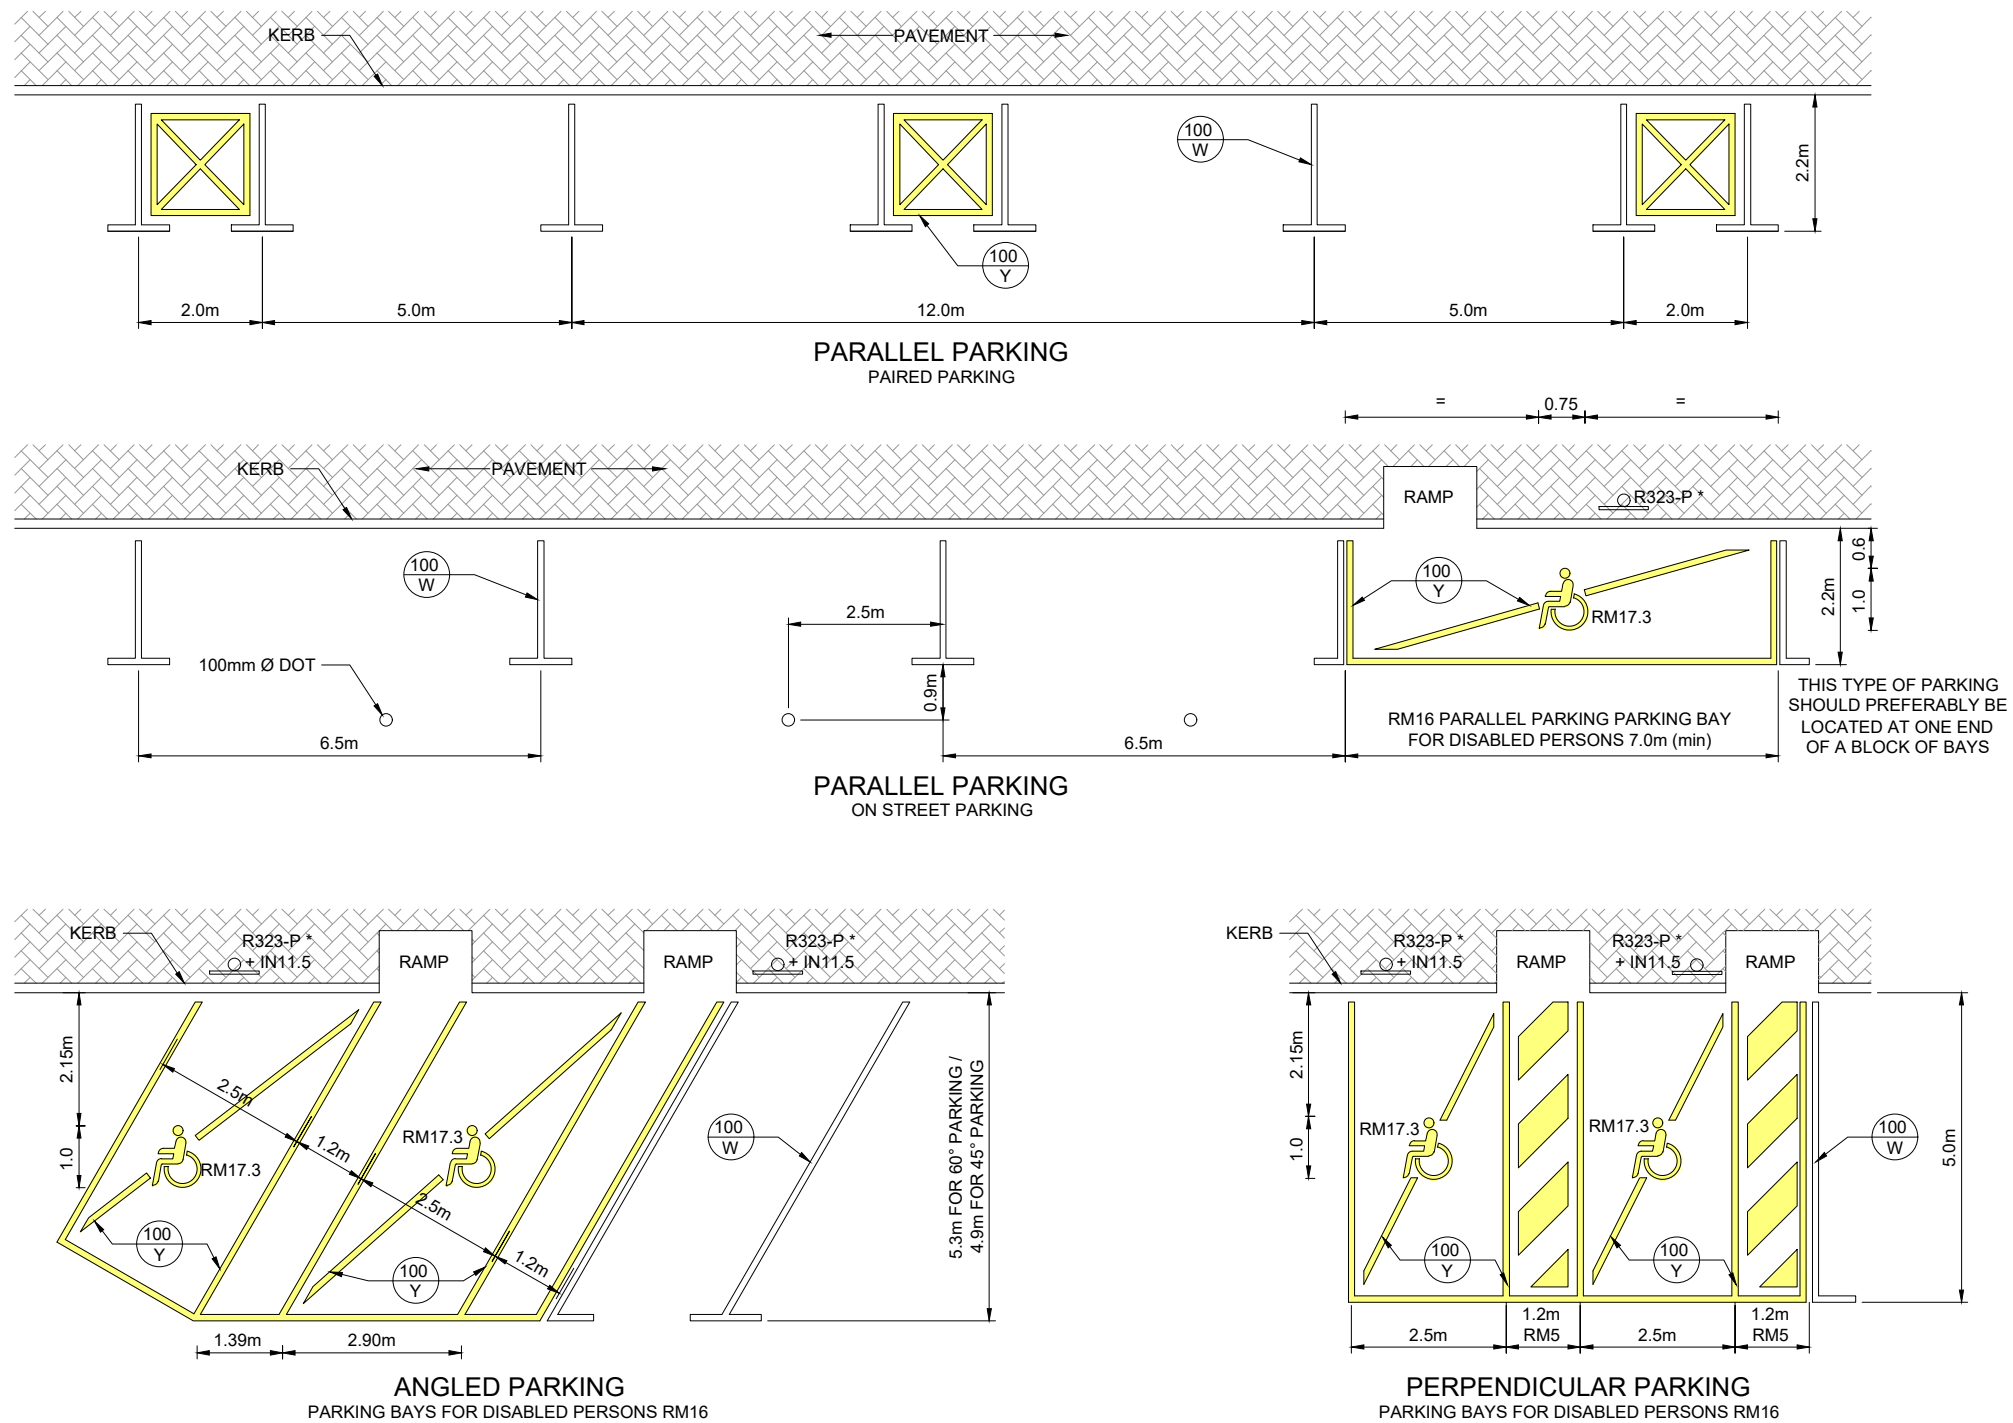 KERB
PAVEMENT
100
W
2.2m
100
Y
2.0m
5.0m
12.0m
5.0m
2.0m
PARALLEL PARKING
PAIRED PARKING
=
0.75
=
KERB
PAVEMENT
RAMP
R323-P *
100
W
100
Y
RM17.3
0.6
1.0
2.2m
2.5m
100mm Ø DOT
0.9m
6.5m
6.5m
RM16 PARALLEL PARKING PARKING BAY
FOR DISABLED PERSONS 7.0m (min)
THIS TYPE OF PARKING
SHOULD PREFERABLY BE
LOCATED AT ONE END
OF A BLOCK OF BAYS
PARALLEL PARKING
ON STREET PARKING
KERB
R323-P *
+ IN11.5
RAMP
RAMP
R323-P *
+ IN11.5
2.15m
1.0
2.5m
1.2m
2.5m
1.2m
RM17.3
RM17.3
100
Y
100
Y
100
W
5.3m FOR 60° PARKING /
4.9m FOR 45° PARKING
1.39m
2.90m
ANGLED PARKING
PARKING BAYS FOR DISABLED PERSONS RM16
KERB
R323-P *
+ IN11.5
RAMP
R323-P *
+ IN11.5
RAMP
2.15m
1.0
RM17.3
RM17.3
100
Y
100
Y
100
W
5.0m
2.5m
1.2m
RM5
2.5m
1.2m
RM5
PERPENDICULAR PARKING
PARKING BAYS FOR DISABLED PERSONS RM16